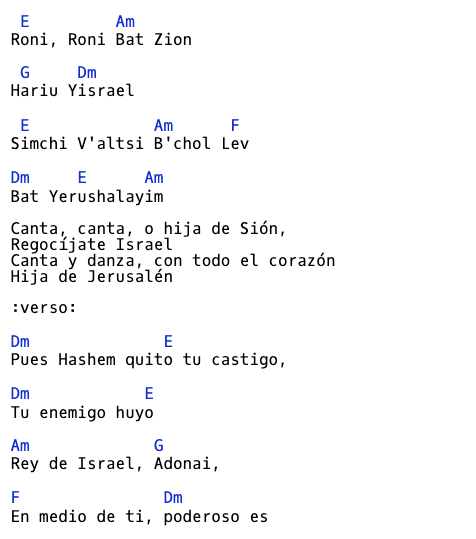 E Am
Roni, Roni Bat Zion
G Dm
Hariu Yisrael
E Am F
Simchi V'altsi B'chol Lev
Dm E Am
Bat Yerushalayim
Canta, canta, o hija de Sión,
Regocíjate Israel
Canta y danza, con todo el corazón
Hija de Jerusalén
:verso:
Dm E
Pues Hashem quito tu castigo,
Dm E
Tu enemigo huyo
Am G
Rey de Israel, Adonai,
F Dm
En medio de ti, poderoso es